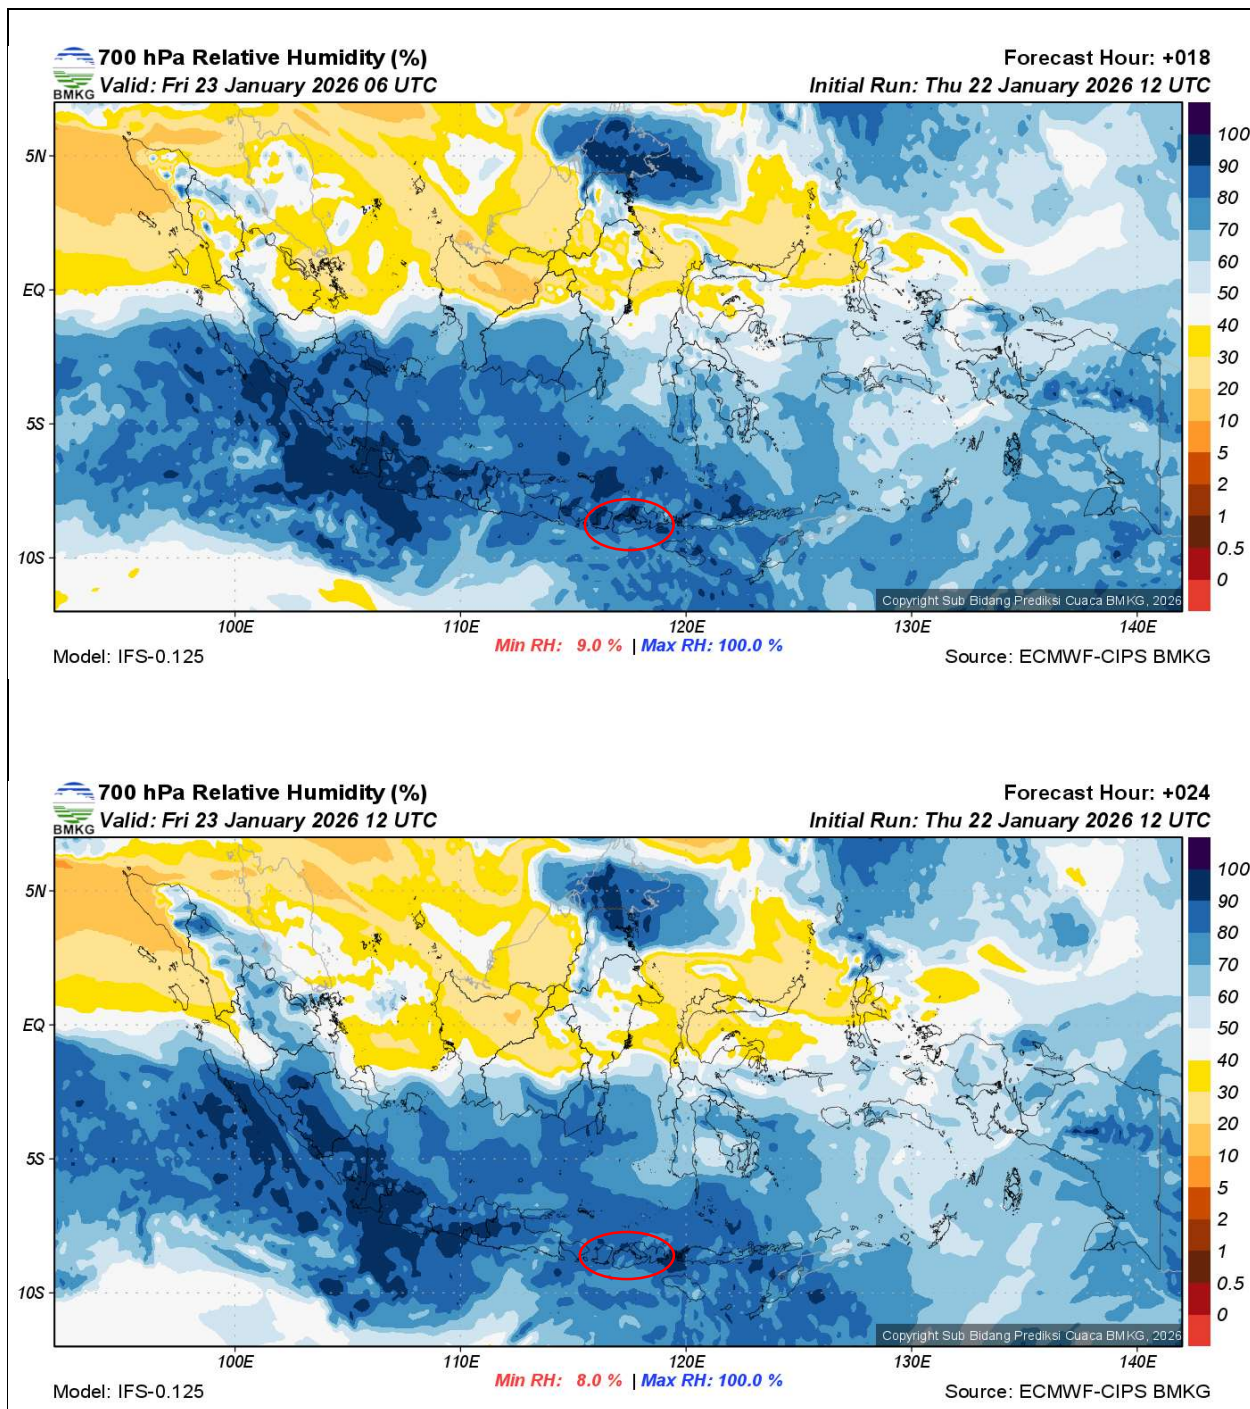 700 hPa Relative Humidity (%)
Forecast Hour: +018
BMKG
Valid: Fri 23 January 2026 06 UTC
Initial Run: Thu 22 January 2026 12 UTC
5N
EQ
5S
10S
100
90
80
70
60
50
40
30
20
10
5
2
1
0.5
0
Copyright Sub Bidang Prediksi Cuaca BMKG, 2026
100E
110E
120E
130E
140E
Min RH: 9.0 % | Max RH: 100.0 %
Model: IFS-0.125
Source: ECMWF-CIPS BMKG
700 hPa Relative Humidity (%)
Forecast Hour: +024
BMKG
Valid: Fri 23 January 2026 12 UTC
Initial Run: Thu 22 January 2026 12 UTC
5N
EQ
5S
10S
100
90
80
70
60
50
40
30
20
10
5
2
1
0.5
0
Copyright Sub Bidang Prediksi Cuaca BMKG, 2026
100E
110E
120E
130E
140E
Min RH: 8.0 % | Max RH: 100.0 %
Model: IFS-0.125
Source: ECMWF-CIPS BMKG